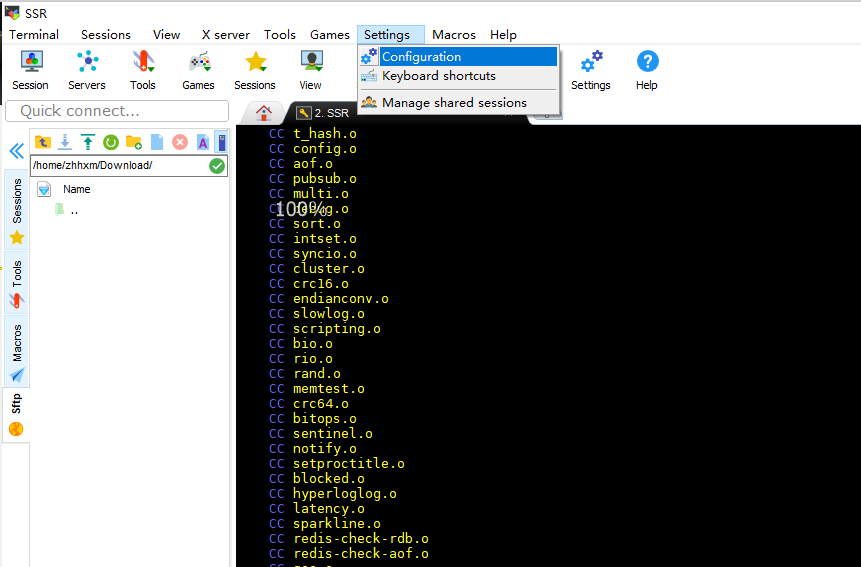 SSR
Terminal Sessions View X server Tools Games Settings Macros Help
Configuration
Keyboard shortcuts
Manage shared sessions
Session Servers Tools Games Sessions View Settings Help
Quick connect...
2. SSR
/home/zhhxm/Download/
Name
..
Sessions
Tools
Macros
Sftp
100%
CC t_hash.o
CC config.o
CC aof.o
CC pubsub.o
CC multi.o
CC debug.o
CC sort.o
CC intset.o
CC syncio.o
CC cluster.o
CC crc16.o
CC endianconv.o
CC slowlog.o
CC scripting.o
CC bio.o
CC rio.o
CC rand.o
CC memtest.o
CC crc64.o
CC bitops.o
CC sentinel.o
CC notify.o
CC setproctitle.o
CC blocked.o
CC hyperloglog.o
CC latency.o
CC sparkline.o
CC redis-check-rdb.o
CC redis-check-aof.o